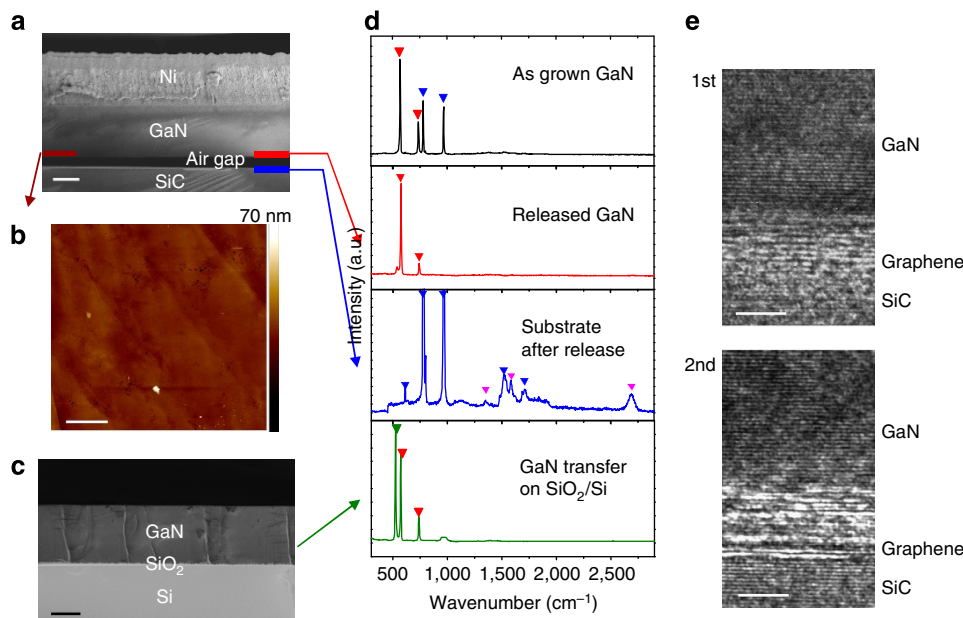 a
Ni
GaN
Air gap
SiC
b
70 nm
c
GaN
SiO₂
Si
d
Intensity (a.u.)
As grown GaN
Released GaN
Substrate
after release
GaN transfer
on SiO₂/Si
500 1,000 1,500 2,000 2,500
Wavenumber (cm⁻¹)
e
1st
GaN
Graphene
SiC
2nd
GaN
Graphene
SiC